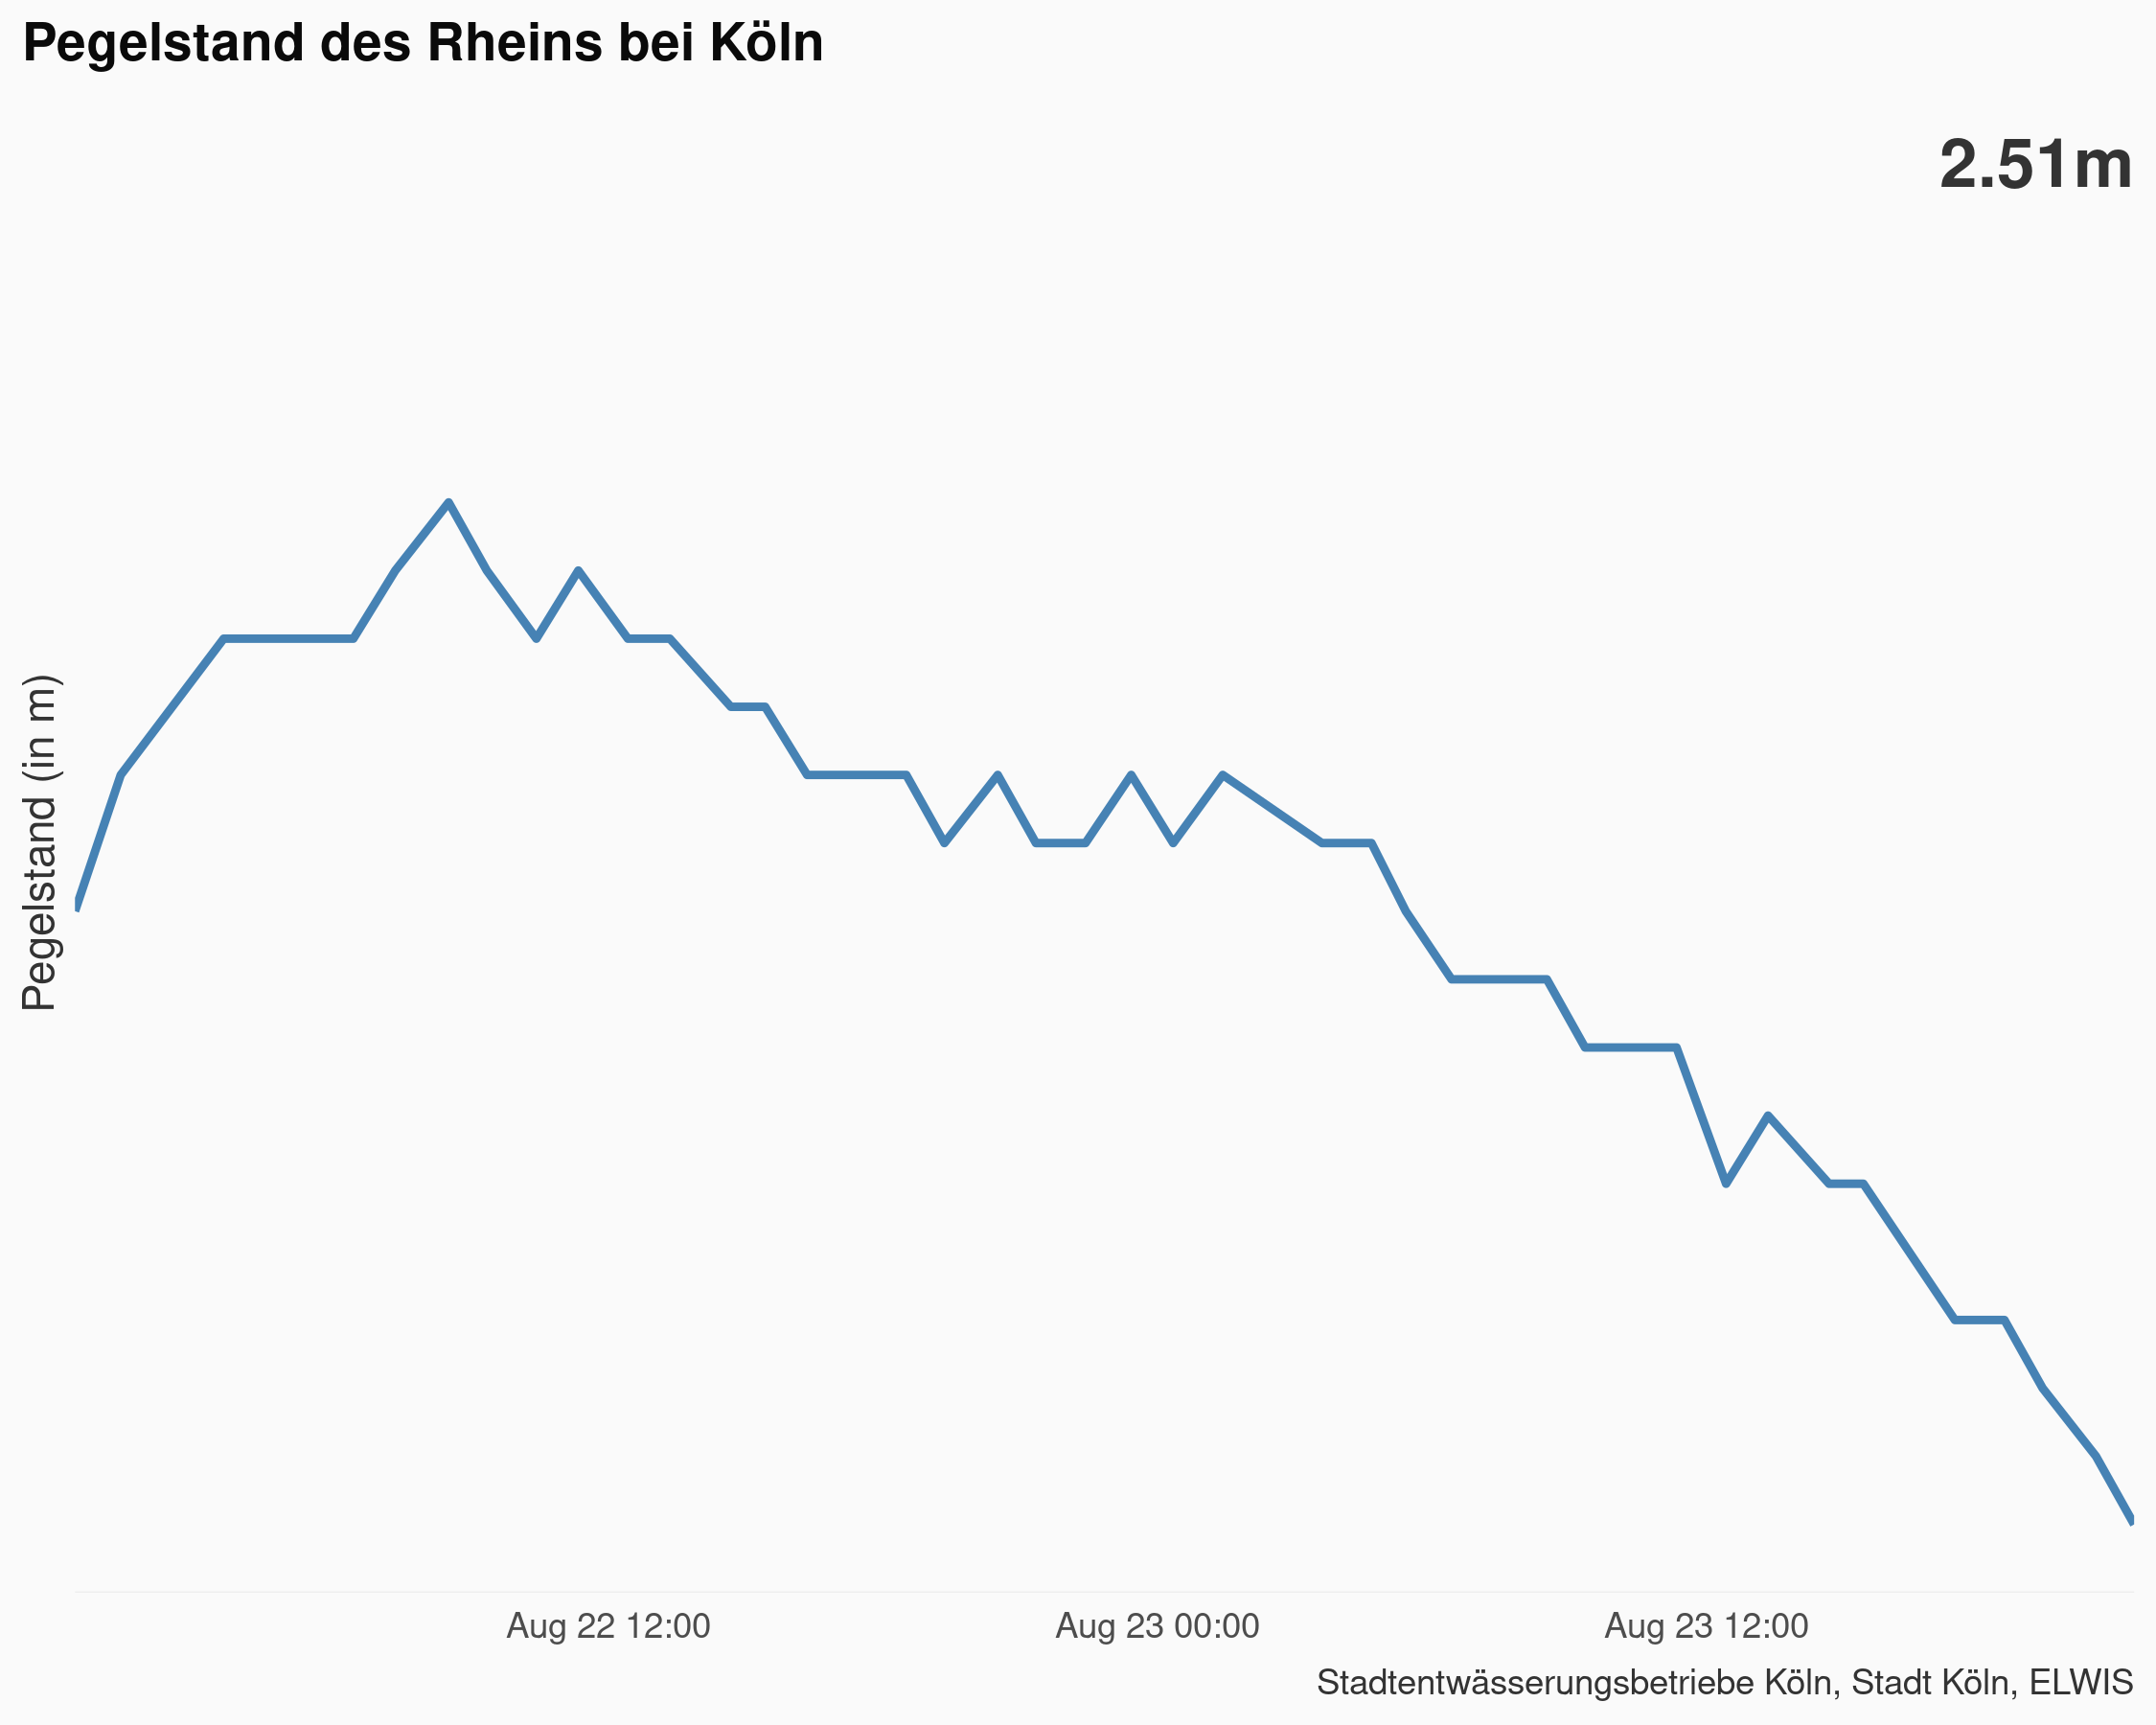 Pegelstand des Rheins bei Köln
2.51m
Pegelstand (in m)
Aug 22 12:00
Aug 23 00:00
Aug 23 12:00
Stadtentwässerungsbetriebe Köln, Stadt Köln, ELWIS